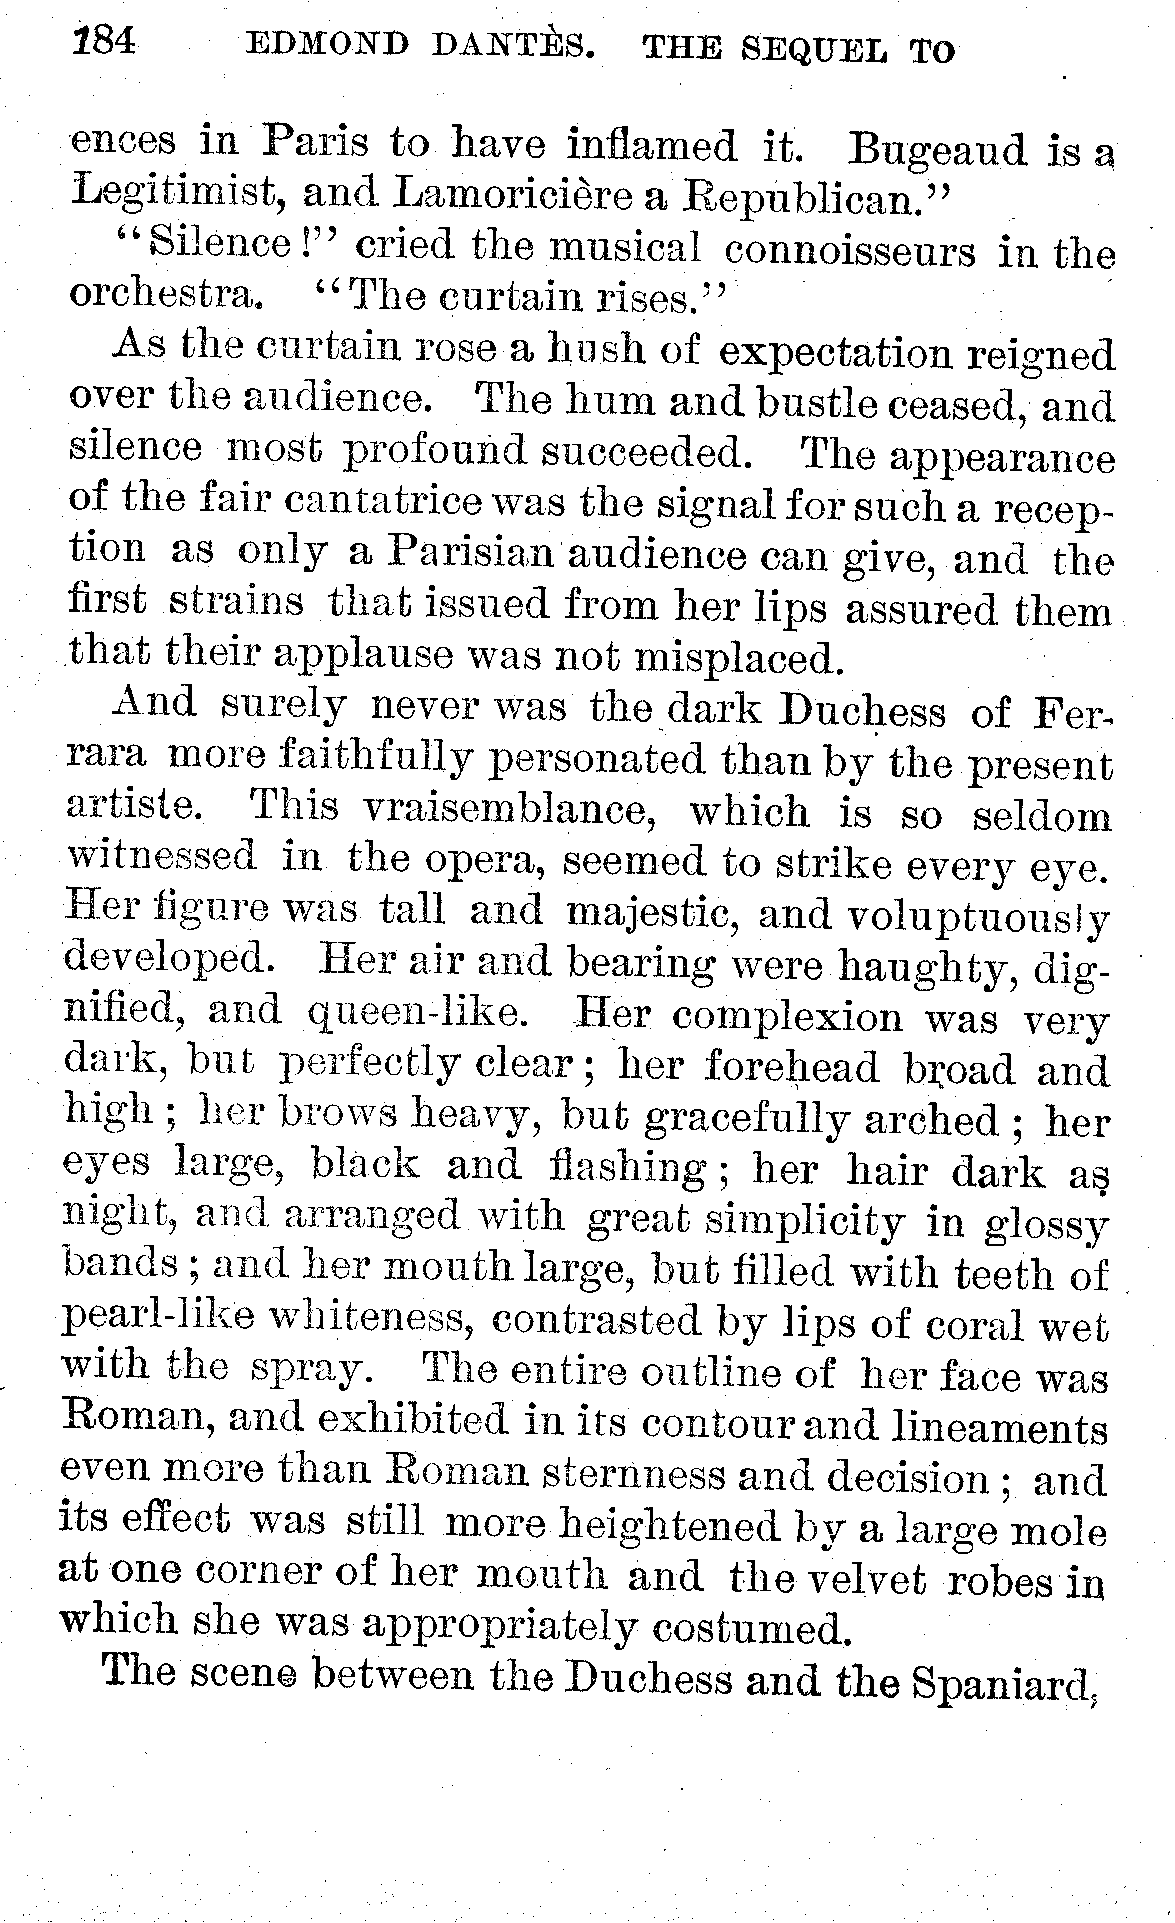 184 EDMOND DANTÈS. THE SEQUEL TO
ences in Paris to have inflamed it. Bugeaud is a
Legitimist, and Lamoricière a Republican."
"Silence!" cried the musical connoisseurs in the
orchestra. "The curtain rises."
As the curtain rose a hush of expectation reigned
over the audience. The hum and bustle ceased, and
silence most profound succeeded. The appearance
of the fair cantatrice was the signal for such a recep-
tion as only a Parisian audience can give, and the
first strains that issued from her lips assured them
that their applause was not misplaced.
And surely never was the dark Duchess of Fer-
rara more faithfully personated than by the present
artiste. This vraisemblance, which is so seldom
witnessed in the opera, seemed to strike every eye.
Her figure was tall and majestic, and voluptuously
developed. Her air and bearing were haughty, dig-
nified, and queen-like. Her complexion was very
dark, but perfectly clear; her forehead broad and
high; her brows heavy, but gracefully arched; her
eyes large, black and flashing; her hair dark as
night, and arranged with great simplicity in glossy
bands; and her mouth large, but filled with teeth of
pearl-like whiteness, contrasted by lips of coral wet
with the spray. The entire outline of her face was
Roman, and exhibited in its contour and lineaments
even more than Roman sternness and decision; and
its effect was still more heightened by a large mole
at one corner of her mouth and the velvet robes in
which she was appropriately costumed.
The scene between the Duchess and the Spaniard,